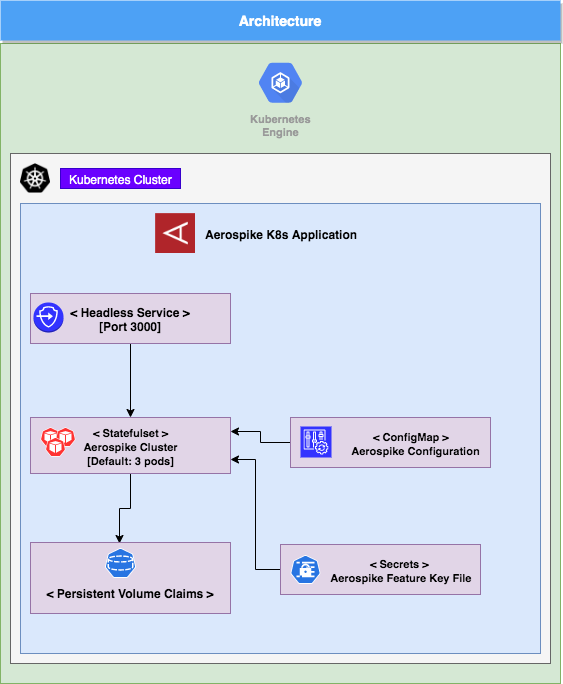 Architecture
Kubernetes
Engine
Kubernetes Cluster
Aerospike K8s Application
< Headless Service >
[Port 3000]
< Statefulset >
Aerospike Cluster
[Default: 3 pods]
< ConfigMap >
Aerospike Configuration
< Secrets >
Aerospike Feature Key File
< Persistent Volume Claims >